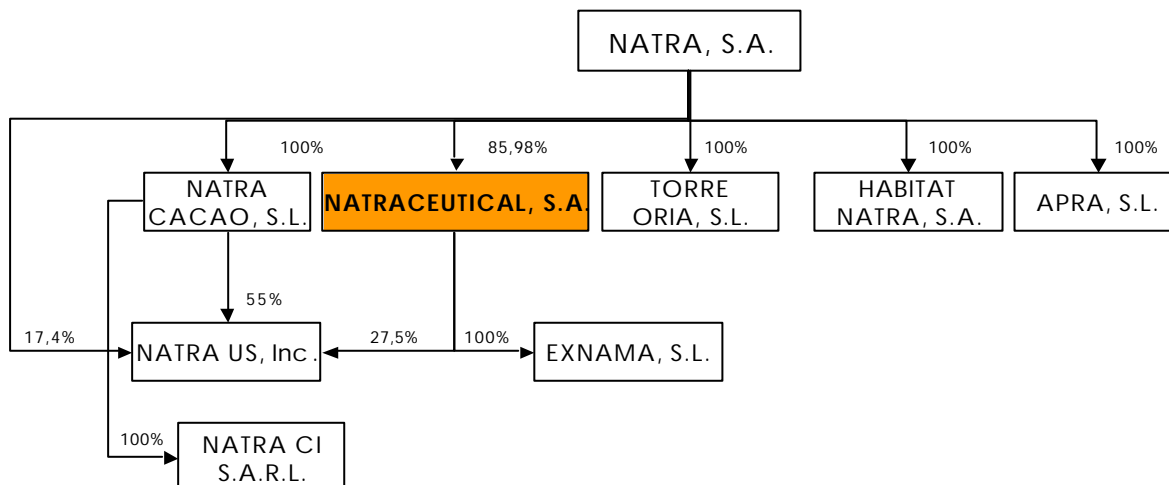 NATRA, S.A.
100%
85,98%
100%
100%
100%
NATRA
CACAO, S.L.
NATRACEUTICAL, S.A.
TORRE
ORIA, S.L.
HABITAT
NATRA, S.A.
APRA, S.L.
55%
17,4%
NATRA US, Inc.
27,5%
100%
EXNAMA, S.L.
100%
NATRA CI
S.A.R.L.